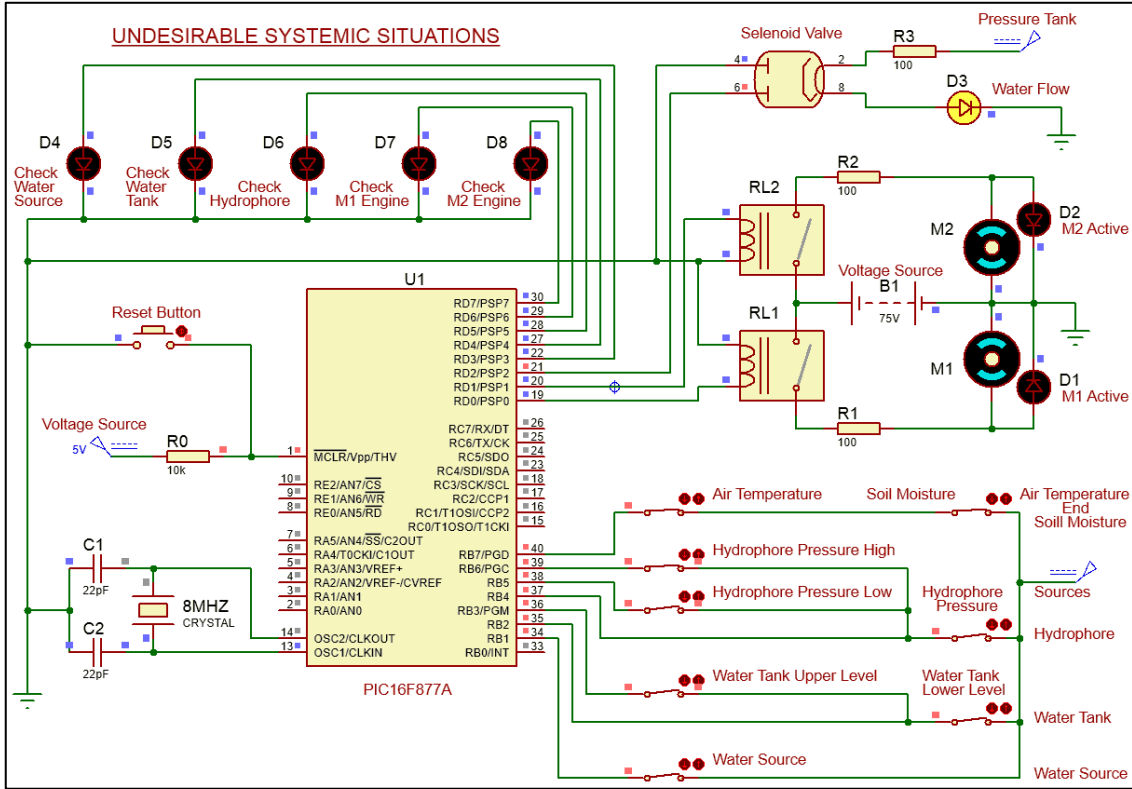 UNDESIRABLE SYSTEMIC SITUATIONS
Selenoid Valve
R3
100
Pressure Tank
4
6
2
8
D3
Water Flow
D4
Check
Water
Source
D5
Check
Water
Tank
D6
Check
Hydrophore
D7
Check
M1 Engine
D8
Check
M2 Engine
RL2
R2
100
M2
D2
M2 Active
Voltage Source
B1
75V
RL1
M1
D1
M1 Active
R1
100
Reset Button
Voltage Source
5V
R0
10k
C1
22pF
C2
22pF
8MHZ
CRYSTAL
U1
1 MCLR/Vpp/THV
10 RE2/AN7/CS
9 RE1/AN6/WR
8 RE0/AN5/RD
7 RA5/AN4/SS/C2OUT
6 RA4/T0CKI/C1OUT
5 RA3/AN3/VREF+
4 RA2/AN2/VREF-/CVREF
3 RA1/AN1
2 RA0/AN0
14 OSC2/CLKOUT
13 OSC1/CLKIN
RD7/PSP7 30
RD6/PSP6 29
RD5/PSP5 28
RD4/PSP4 27
RD3/PSP3 22
RD2/PSP2 21
RD1/PSP1 20
RD0/PSP0 19
RC7/RX/DT 26
RC6/TX/CK 25
RC5/SDO 24
RC4/SDI/SDA 23
RC3/SCK/SCL 18
RC2/CCP1 17
RC1/T1OSI/CCP2 16
RC0/T1OSO/T1CKI 15
RB7/PGD 40
RB6/PGC 39
RB5 38
RB4 37
RB3/PGM 36
RB2 35
RB1 34
RB0/INT 33
PIC16F877A
Air Temperature
Soil Moisture
Air Temperature
End
Soill Moisture
Hydrophore Pressure High
Sources
Hydrophore Pressure Low
Hydrophore
Pressure
Hydrophore
Water Tank Upper Level
Water Tank
Lower Level
Water Tank
Water Source
Water Source